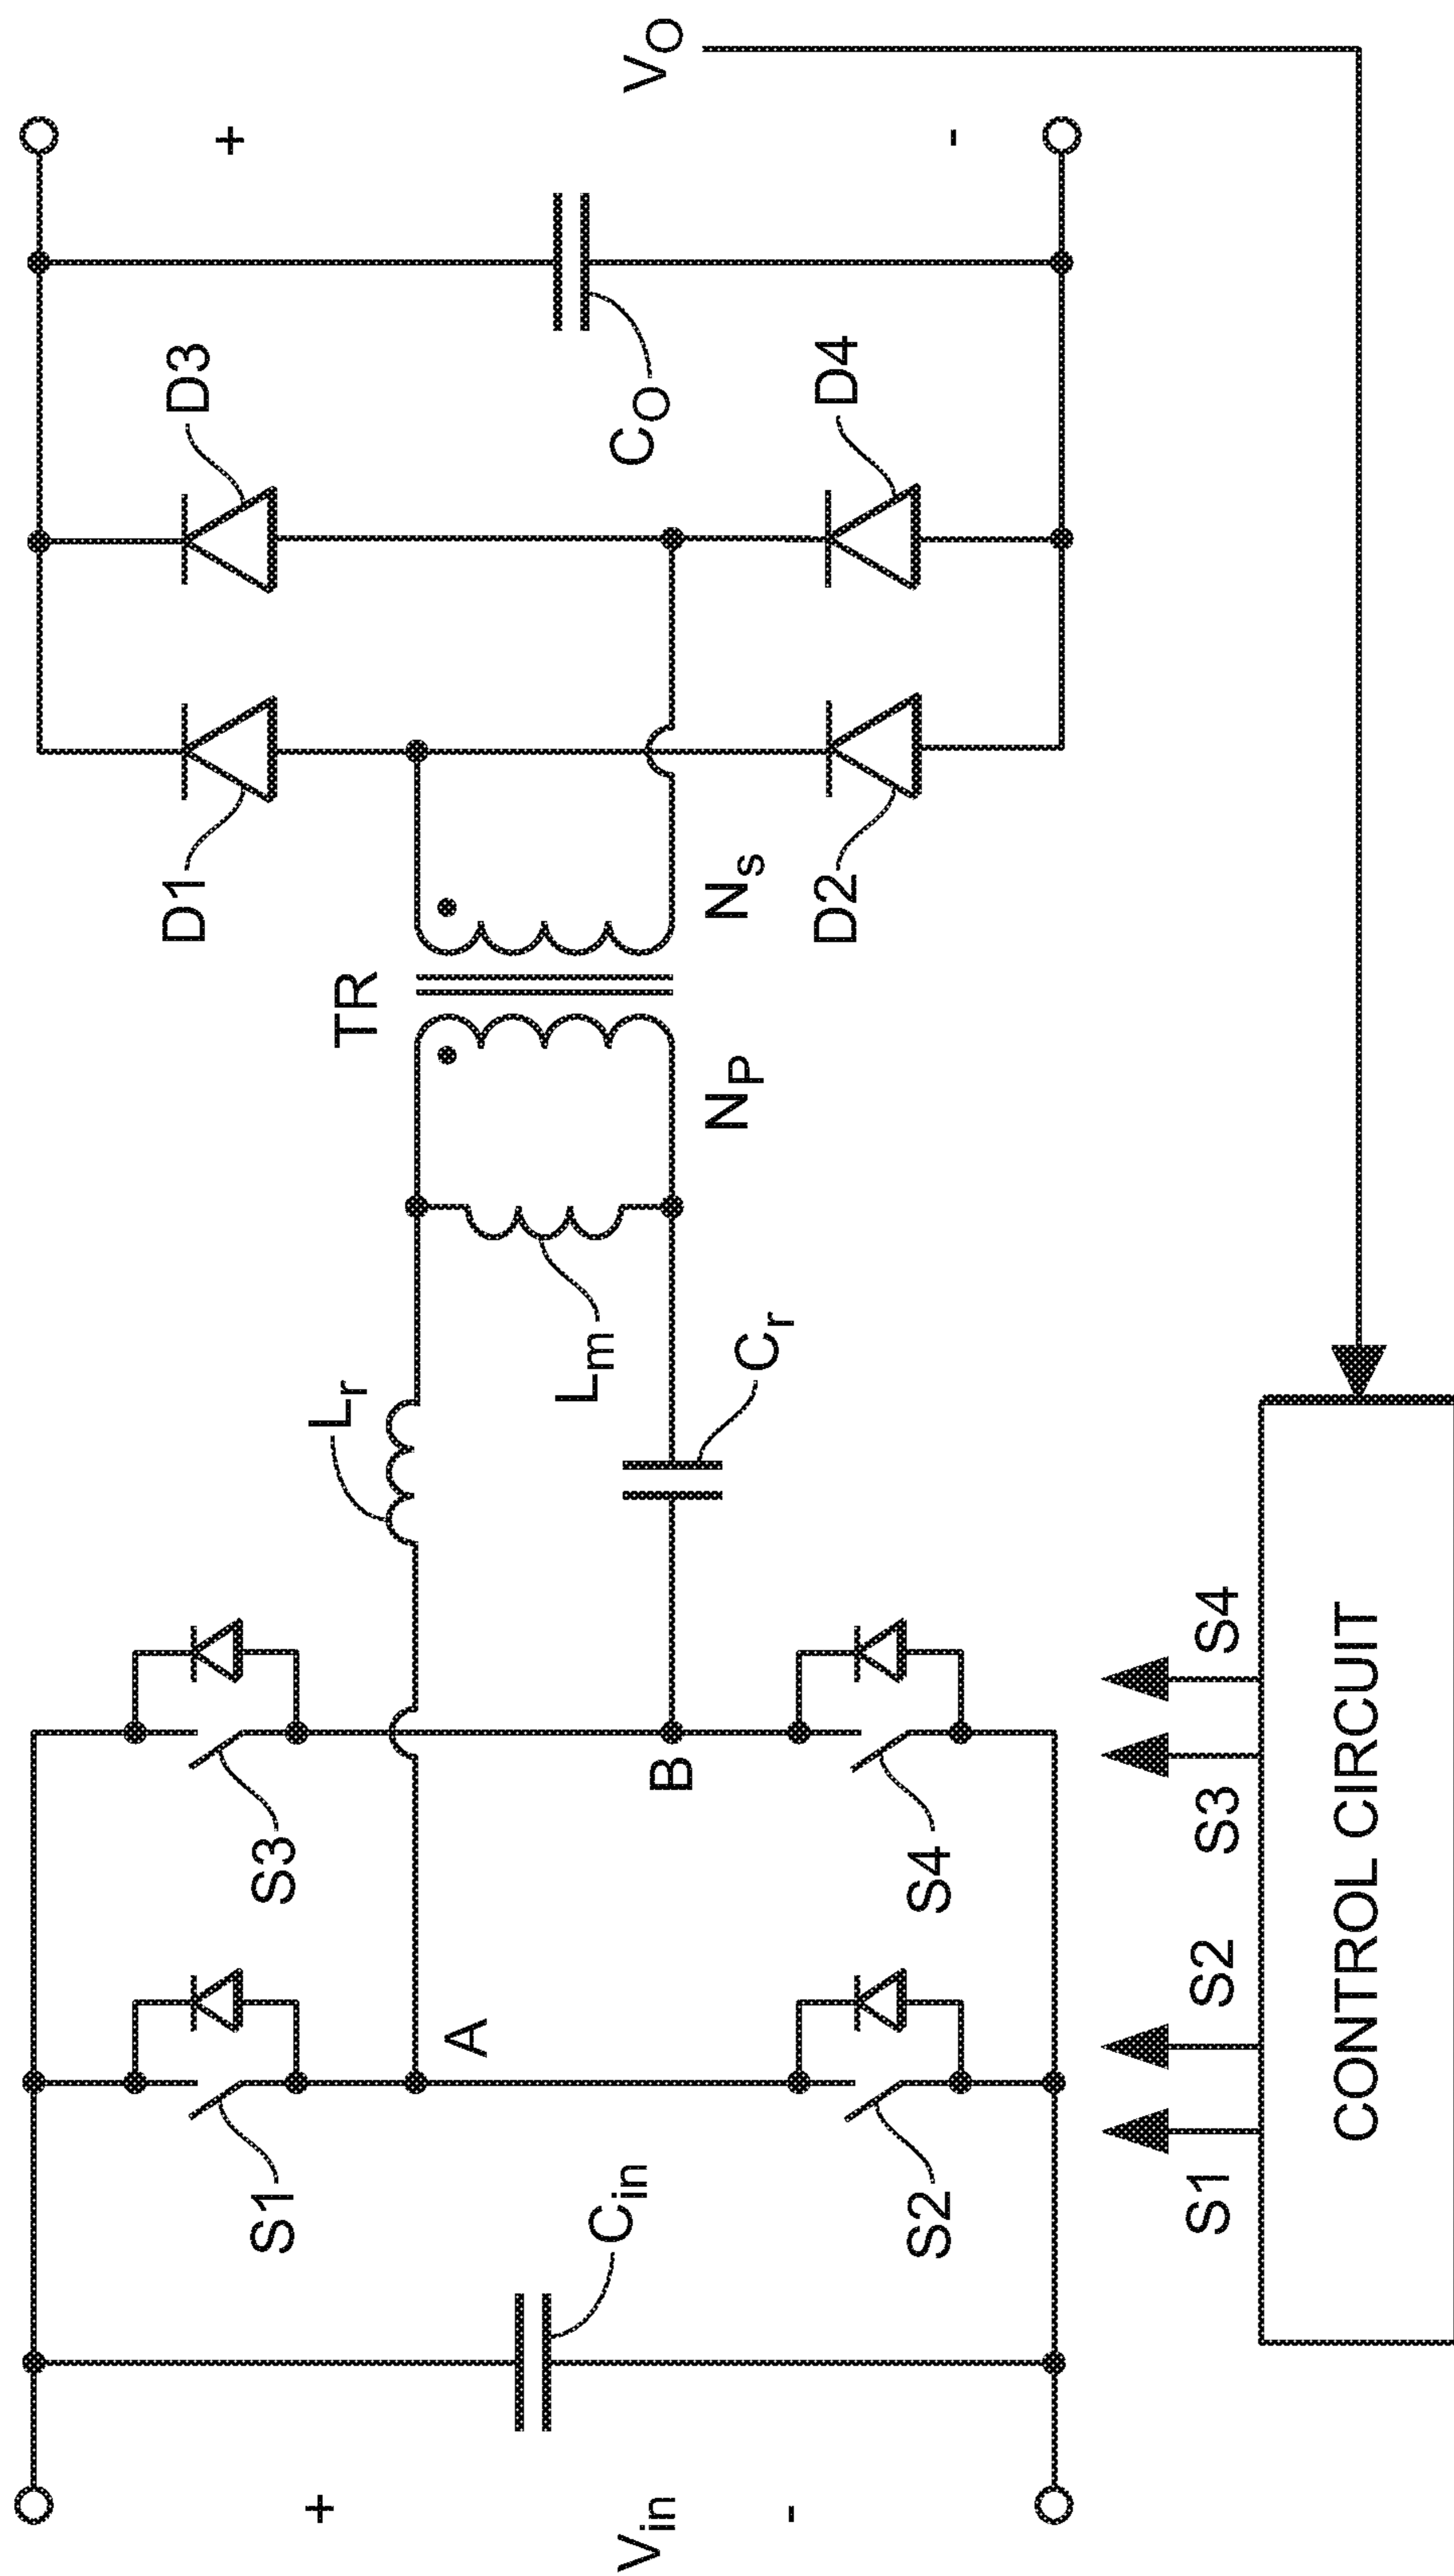 S3
Lr
TR
D1
D3
+
S1
+
A
Cin
Vin
B
Lm
NP
Ns
CO
VO
-
S2
S4
Cr
D2
D4
-
S1
S2
S3
S4
CONTROL CIRCUIT